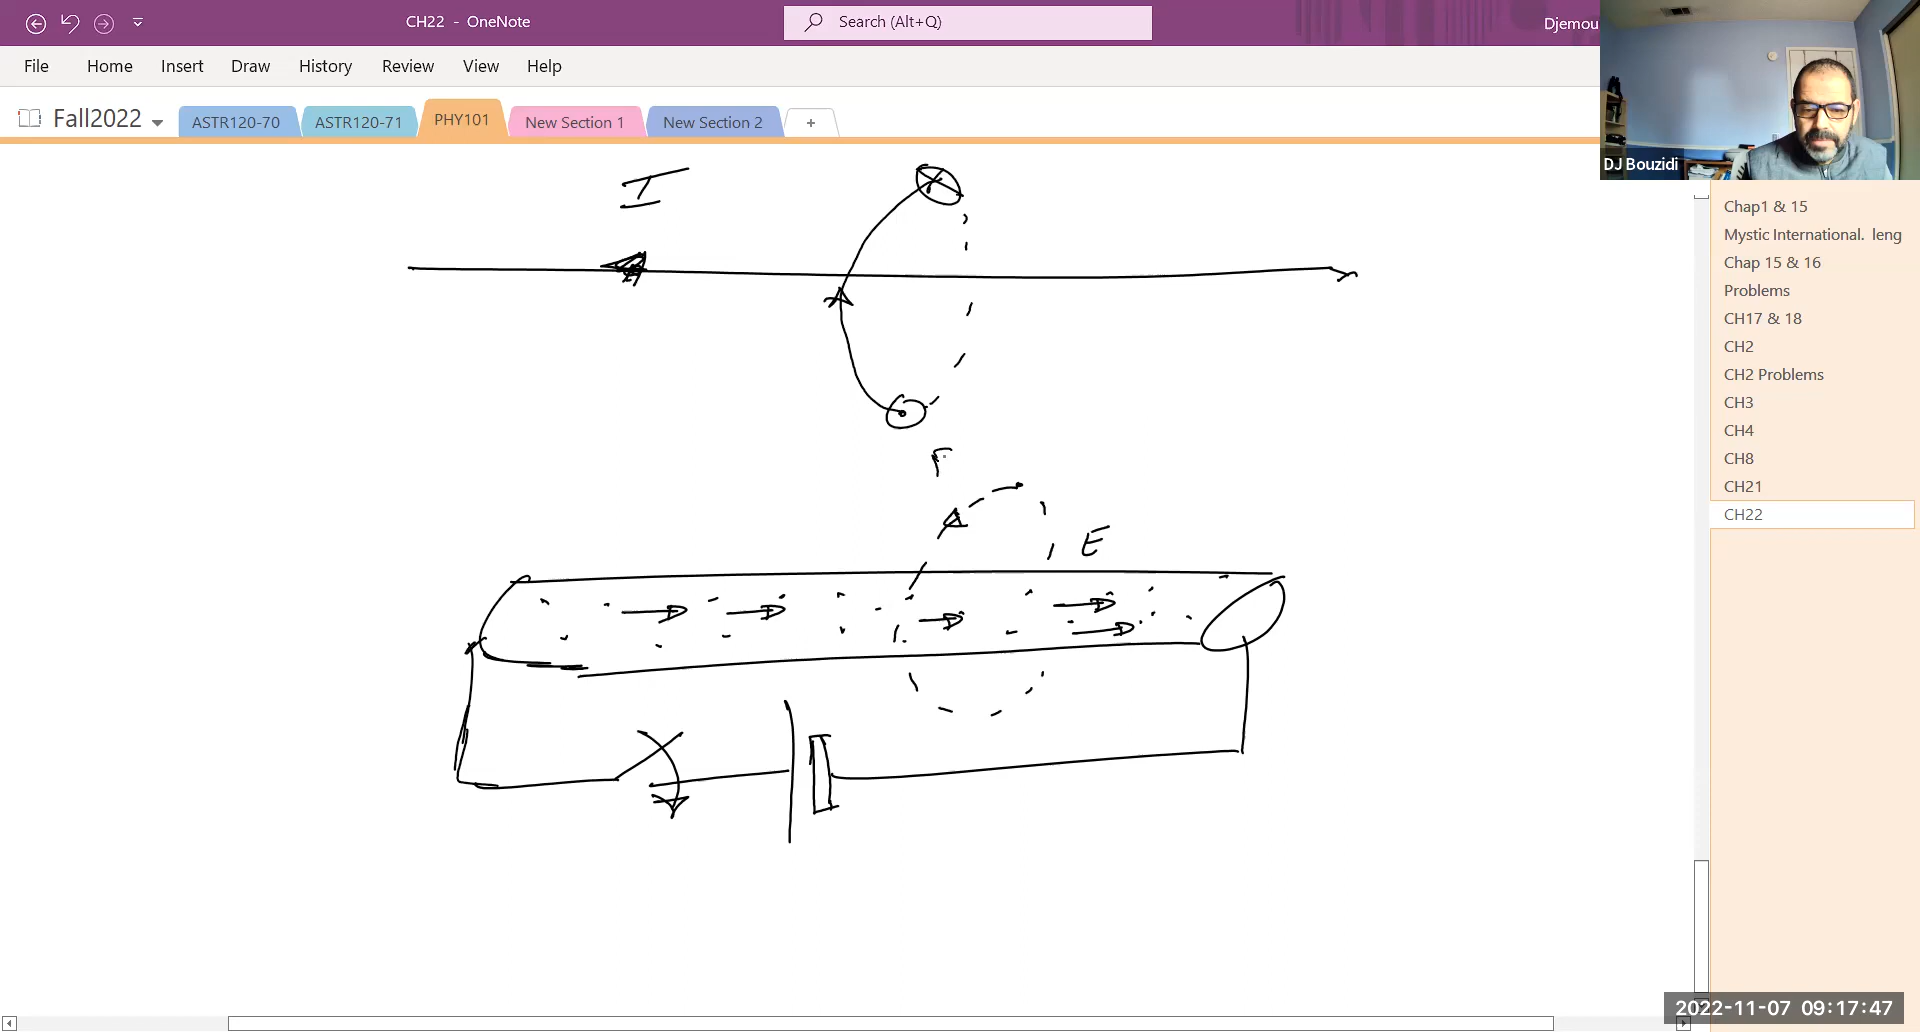 CH22 - OneNote
Search (Alt+Q)
Djemou
File Home Insert Draw History Review View Help
Fall2022
ASTR120-70
ASTR120-71
PHY101
New Section 1
New Section 2
+
DJ Bouzidi
Chap1 & 15
Mystic International. leng
Chap 15 & 16
Problems
CH17 & 18
CH2
CH2 Problems
CH3
CH4
CH8
CH21
CH22
I
E
2022-11-07 09:17:47